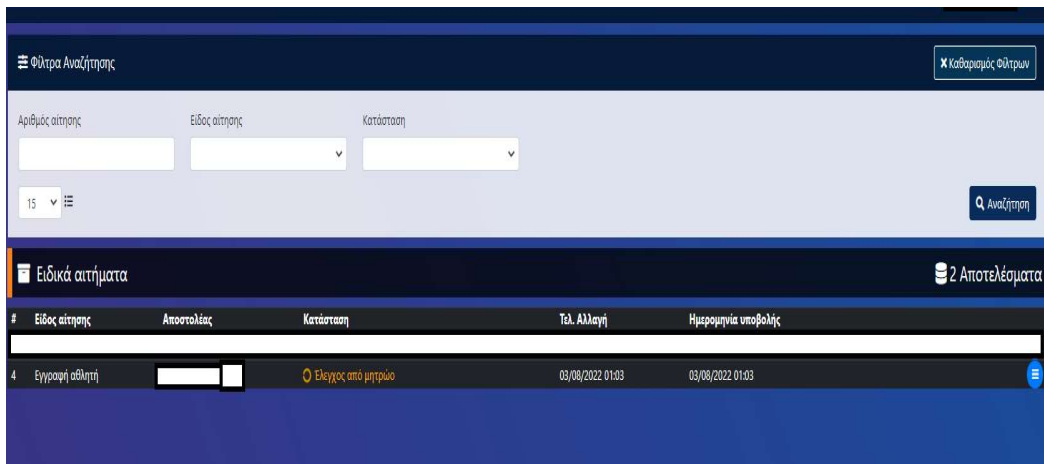 Φίλτρα Αναζήτησης
Καθαρισμός Φίλτρων
Αριθμός αίτησης Είδος αίτησης Κατάσταση
15
Αναζήτηση
Ειδικά αιτήματα
2 Αποτελέσματα
# Είδος αίτησης Αποστολέας Κατάσταση Τελ. Αλλαγή Ημερομηνία υποβολής
4 Εγγραφή αθλητή Έλεγχος από μητρώο 03/08/2022 01:03 03/08/2022 01:03